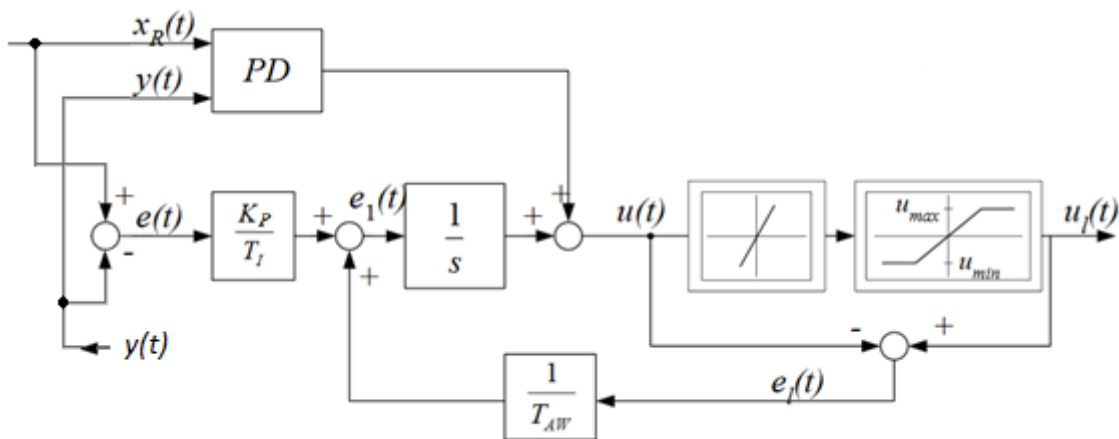 x_R(t)
PD
y(t)
+
+
e(t)
K_P
T_I
+
e_1(t)
1
s
+
u(t)
u_max
u_min
u_l(t)
-
+
y(t)
-
+
1
T_AW
e_l(t)